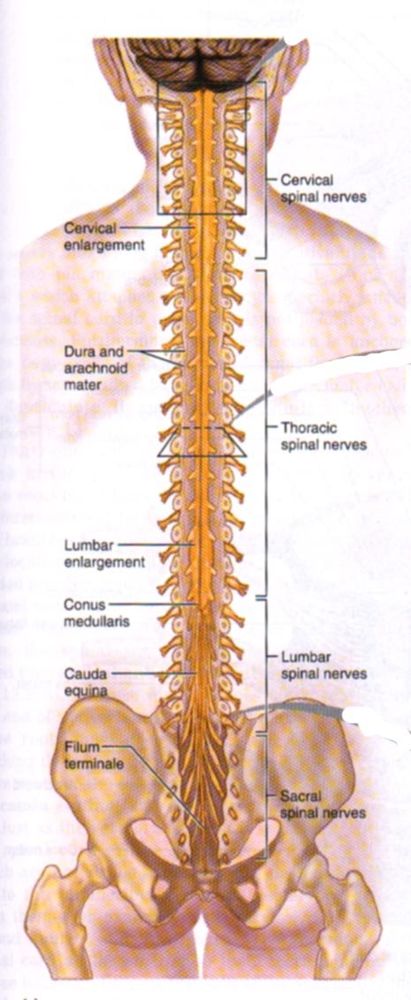 Cervical
spinal nerves
Cervical
enlargement
Dura and
arachnoid
mater
Thoracic
spinal nerves
Lumbar
enlargement
Conus
medullaris
Lumbar
spinal nerves
Cauda
equina
Filum
terminale
Sacral
spinal nerves